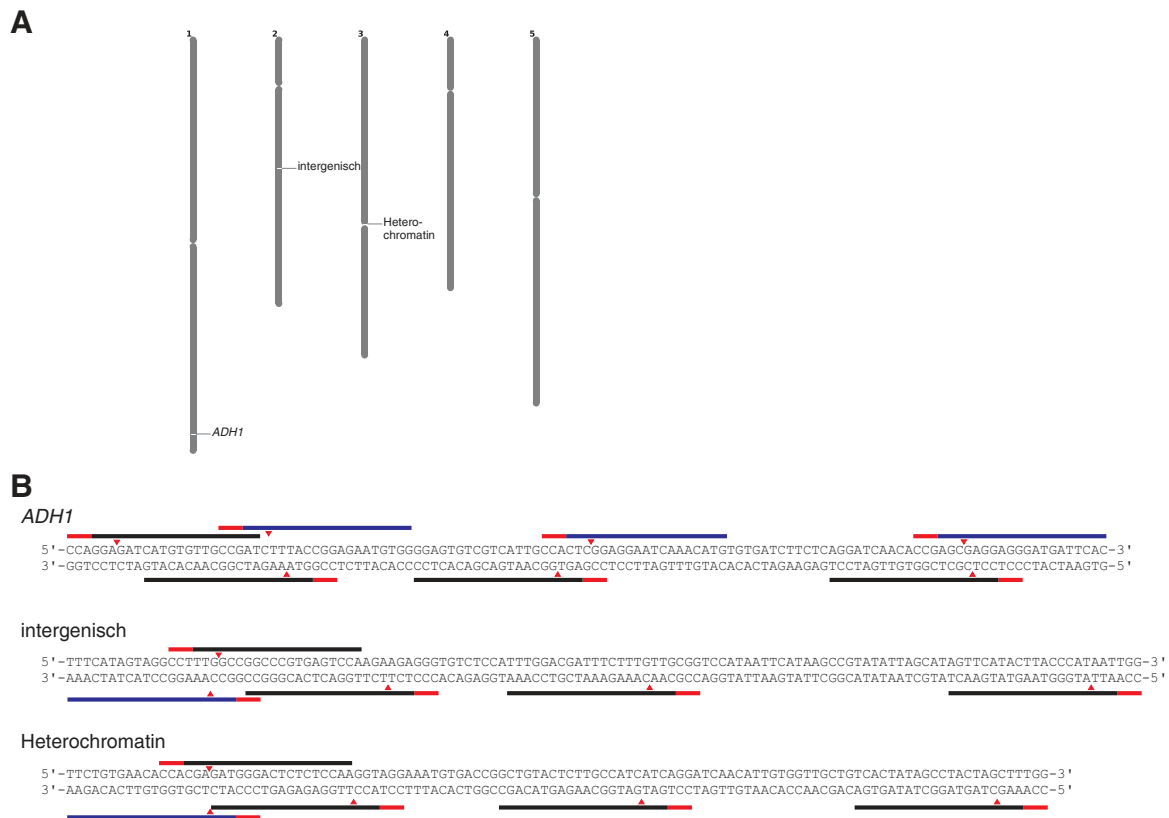 A
1
2
3
4
5
intergenisch
Hetero-
chromatin
ADH1
B
ADH1
5'-CCAGGAGATCATGTGTTGCCGATCTTTACCGGAGAATGTGGGGAGTGTCGTCATTGCCACTCGGAGGAATCAAACATGTGTGATCTTCTCAGGATCAACACCGAGCGAGGAGGGATGATTCAC-3'
3'-GGTCCTCTAGTACACAACGGCTAGAAATGGCCTCTTACACCCCTCACAGCAGTAACGGTGAGCCTCCTTAGTTTGTACACACTAGAAGAGTCCTAGTTGTGGCTCGCTCCTCCCTACTAAGTG-5'
intergenisch
5'-TTTCATAGTAGGCCTTTGGCCGGCCCGTGAGTCCAAGAAGAGGGTGTCTCCATTTGGACGATTTCTTTGTTGCGGTCCATAATTCATAAGCCGTATATTAGCATAGTTCATACTTACCCATAATTGG-3'
3'-AAACTATCATCCGGAAACCGGCCGGGCACTCAGGTTCTTCTCCCACAGAGGTAAACCTGCTAAAGAAACAACGCCAGGTATTAAGTATTCGGCATATAATCGTATCAAGTATGAATGGGTATTAACC-5'
Heterochromatin
5'-TTCTGTGAACACCACGAGATGGGACTCTCTCCAAGGTAGGAAATGTGACCGGCTGTACTCTTGCCATCATCAGGATCAACATTGTGGTTGCTGTCACTATAGCCTACTAGCTTTGG-3'
3'-AAGACACTTGTGGTGCTCTACCCTGAGAGAGGTTCCATCCTTTACACTGGCCGACATGAGAACGGTAGTAGTCCTAGTTGTAACACCAACGACAGTGATATCGGATGATCGAAACC-5'